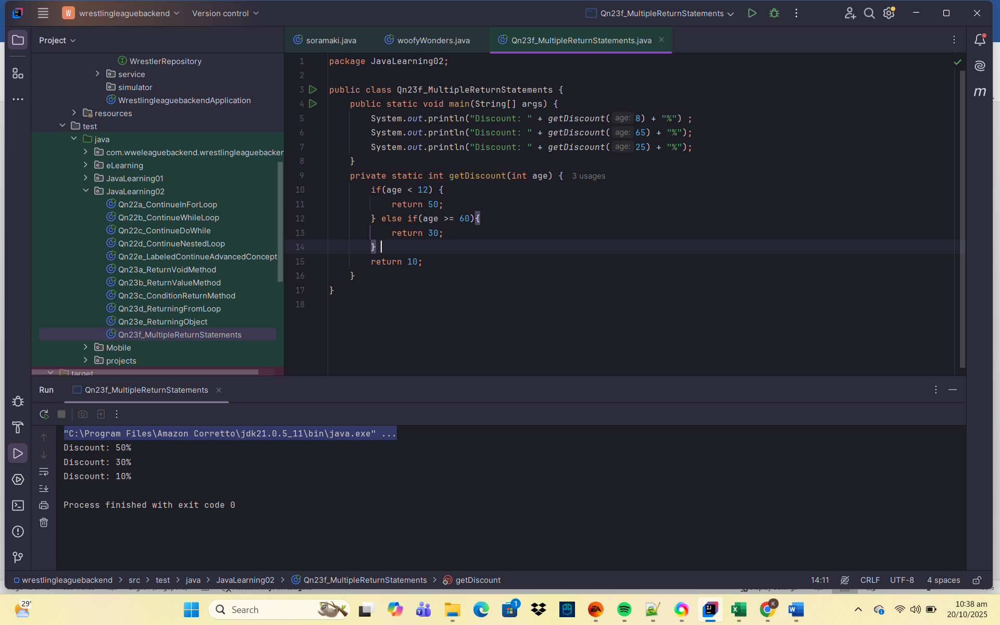 wrestlingleaguebackend
Version control
Qn23f_MultipleReturnStatements
Project
soramaki.java
woofyWonders.java
Qn23f_MultipleReturnStatements.java
WrestlerRepository
service
simulator
WrestlingleaguebackendApplication
resources
test
java
com.wweleaguebackend.wrestlingleaguebacken
eLearning
JavaLearning01
JavaLearning02
Qn22a_ContinueInForLoop
Qn22b_ContinueWhileLoop
Qn22c_ContinueDoWhile
Qn22d_ContinueNestedLoop
Qn22e_LabeledContinueAdvancedConcept
Qn23a_ReturnVoidMethod
Qn23b_ReturnValueMethod
Qn23c_ConditionReturnMethod
Qn23d_ReturningFromLoop
Qn23e_ReturningObject
Qn23f_MultipleReturnStatements
Mobile
projects
target
1 package JavaLearning02;
2
3 public class Qn23f_MultipleReturnStatements {
4 public static void main(String[] args) {
5 System.out.println("Discount: " + getDiscount( age: 8) + "%") ;
6 System.out.println("Discount: " + getDiscount( age: 65) + "%");
7 System.out.println("Discount: " + getDiscount( age: 25) + "%");
8 }
9 private static int getDiscount(int age) { 3 usages
10 if(age < 12) {
11 return 50;
12 } else if(age >= 60){
13 return 30;
14 }
15 return 10;
16 }
17 }
18
Run
Qn23f_MultipleReturnStatements
"C:\Program Files\Amazon Corretto\jdk21.0.5_11\bin\java.exe" ...
Discount: 50%
Discount: 30%
Discount: 10%
Process finished with exit code 0
wrestlingleaguebackend > src > test > java > JavaLearning02 > Qn23f_MultipleReturnStatements > getDiscount
14:11 CRLF UTF-8 4 spaces
29°
Search
1
10:38 am
20/10/2025